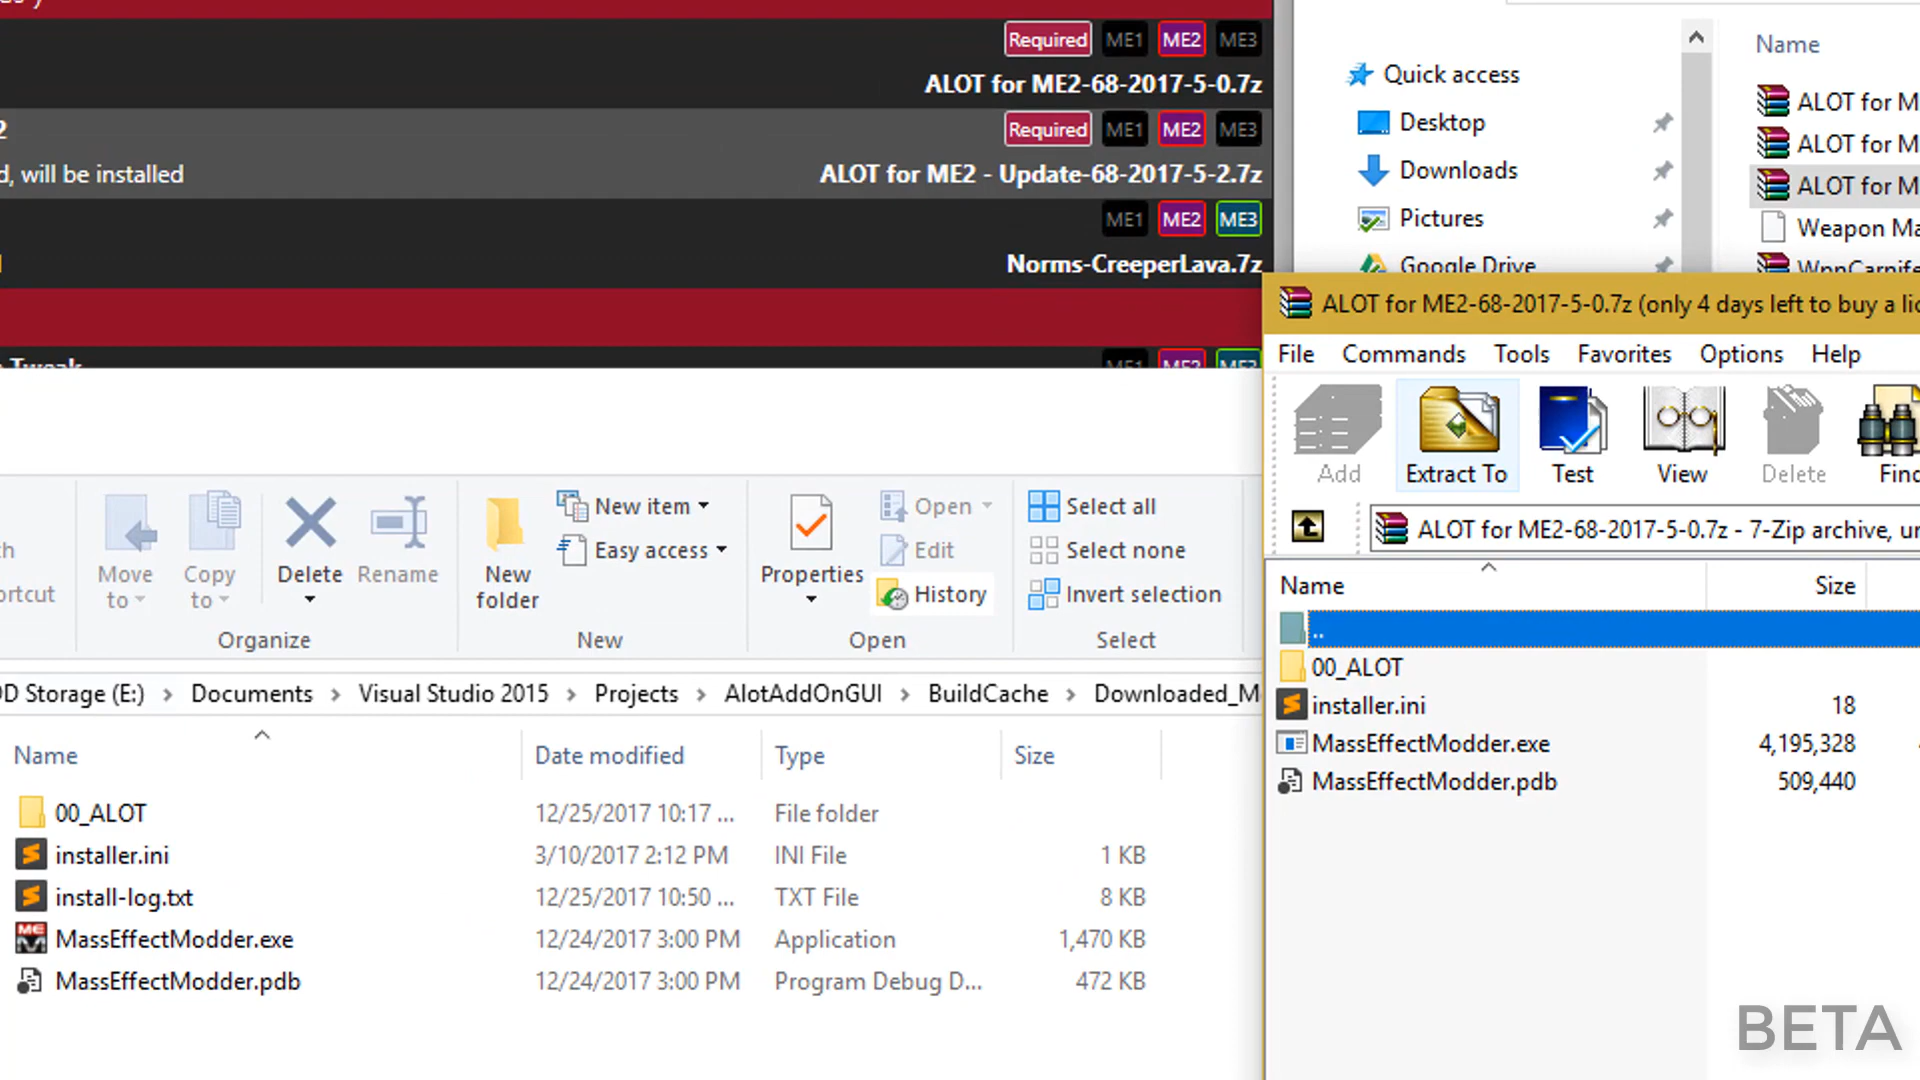 Required ME1 ME2 ME3
ALOT for ME2-68-2017-5-0.7z
2
Required ME1 ME2 ME3
d, will be installed
ALOT for ME2 - Update-68-2017-5-2.7z
ME1 ME2 ME3
Norms-CreeperLava.7z
Tweak
ME1 ME2 ME3
Quick access
Desktop
Downloads
Pictures
Google Drive
Name
ALOT for M
ALOT for M
ALOT for M
Weapon Ma
WpnCarnife
ALOT for ME2-68-2017-5-0.7z (only 4 days left to buy a lic
File Commands Tools Favorites Options Help
Add Extract To Test View Delete Find
ALOT for ME2-68-2017-5-0.7z - 7-Zip archive, un
Name Size
..
00_ALOT
installer.ini 18
MassEffectModder.exe 4,195,328
MassEffectModder.pdb 509,440
th
ortcut
Move to
Copy to
Delete
Rename
Organize
New folder
New item
Easy access
New
Properties
Open
Edit
History
Open
Select all
Select none
Invert selection
Select
DD Storage (E:) › Documents › Visual Studio 2015 › Projects › AlotAddOnGUI › BuildCache › Downloaded_M
Name Date modified Type Size
00_ALOT 12/25/2017 10:17 ... File folder
installer.ini 3/10/2017 2:12 PM INI File 1 KB
install-log.txt 12/25/2017 10:50 ... TXT File 8 KB
MassEffectModder.exe 12/24/2017 3:00 PM Application 1,470 KB
MassEffectModder.pdb 12/24/2017 3:00 PM Program Debug D... 472 KB
BETA